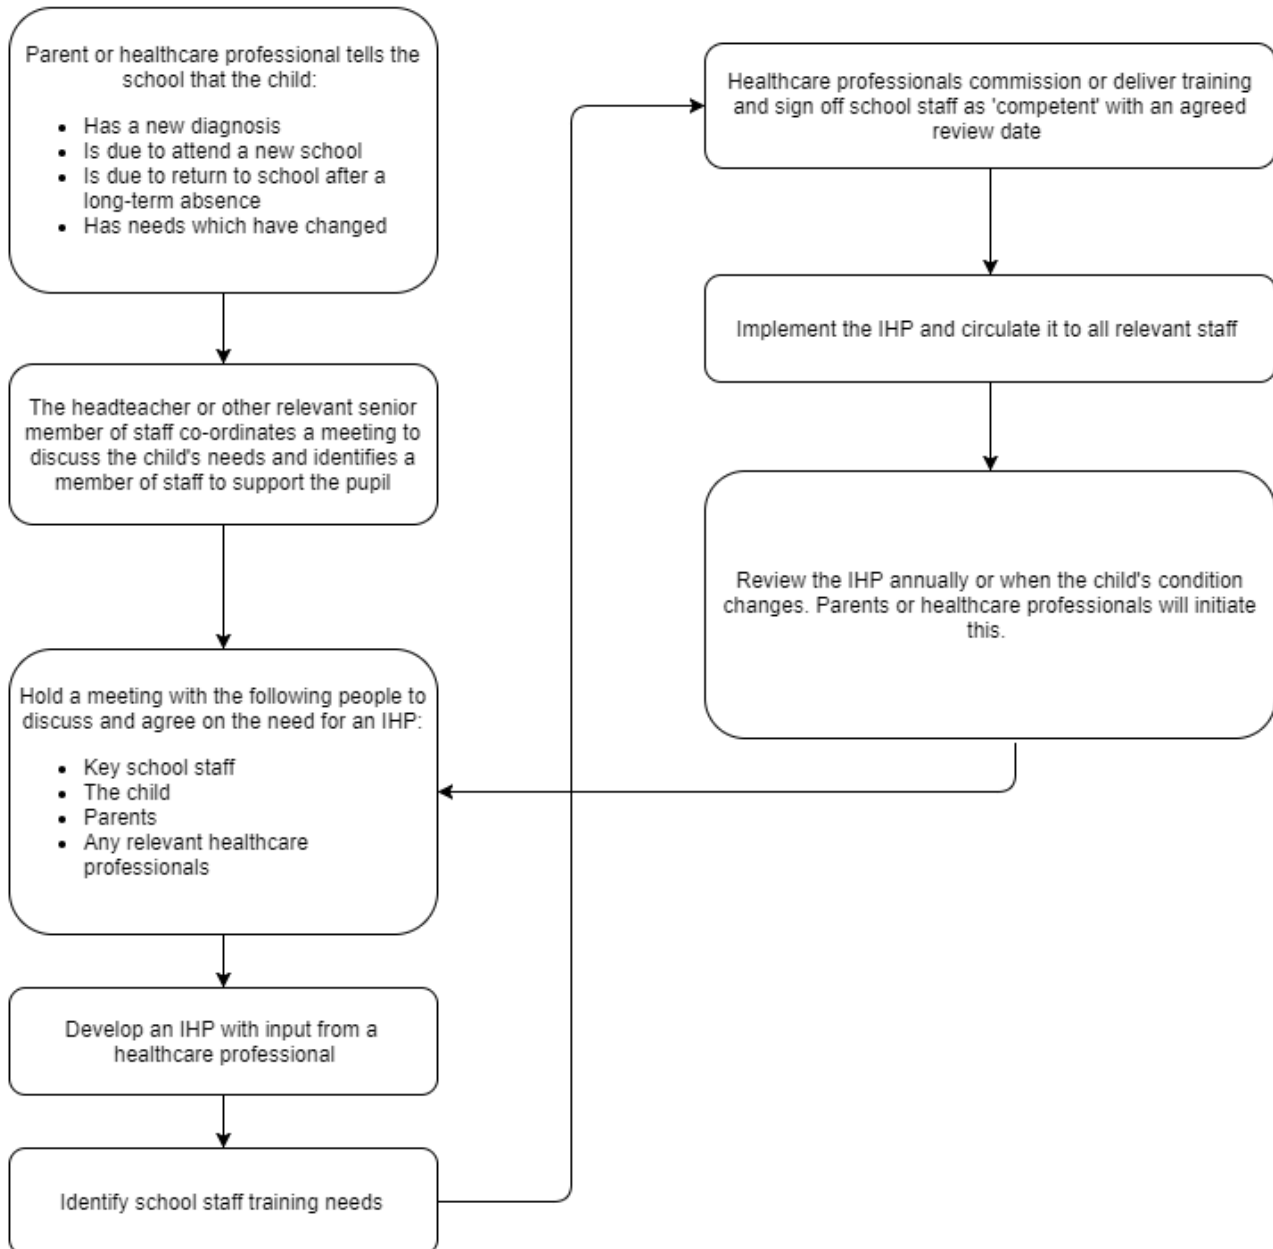 Parent or healthcare professional tells the
school that the child:
• Has a new diagnosis
• Is due to attend a new school
• Is due to return to school after a
long-term absence
• Has needs which have changed
The headteacher or other relevant senior
member of staff co-ordinates a meeting to
discuss the child's needs and identifies a
member of staff to support the pupil
Hold a meeting with the following people to
discuss and agree on the need for an IHP:
• Key school staff
• The child
• Parents
• Any relevant healthcare
professionals
Develop an IHP with input from a
healthcare professional
Identify school staff training needs
Healthcare professionals commission or deliver training
and sign off school staff as 'competent' with an agreed
review date
Implement the IHP and circulate it to all relevant staff
Review the IHP annually or when the child's condition
changes. Parents or healthcare professionals will initiate
this.